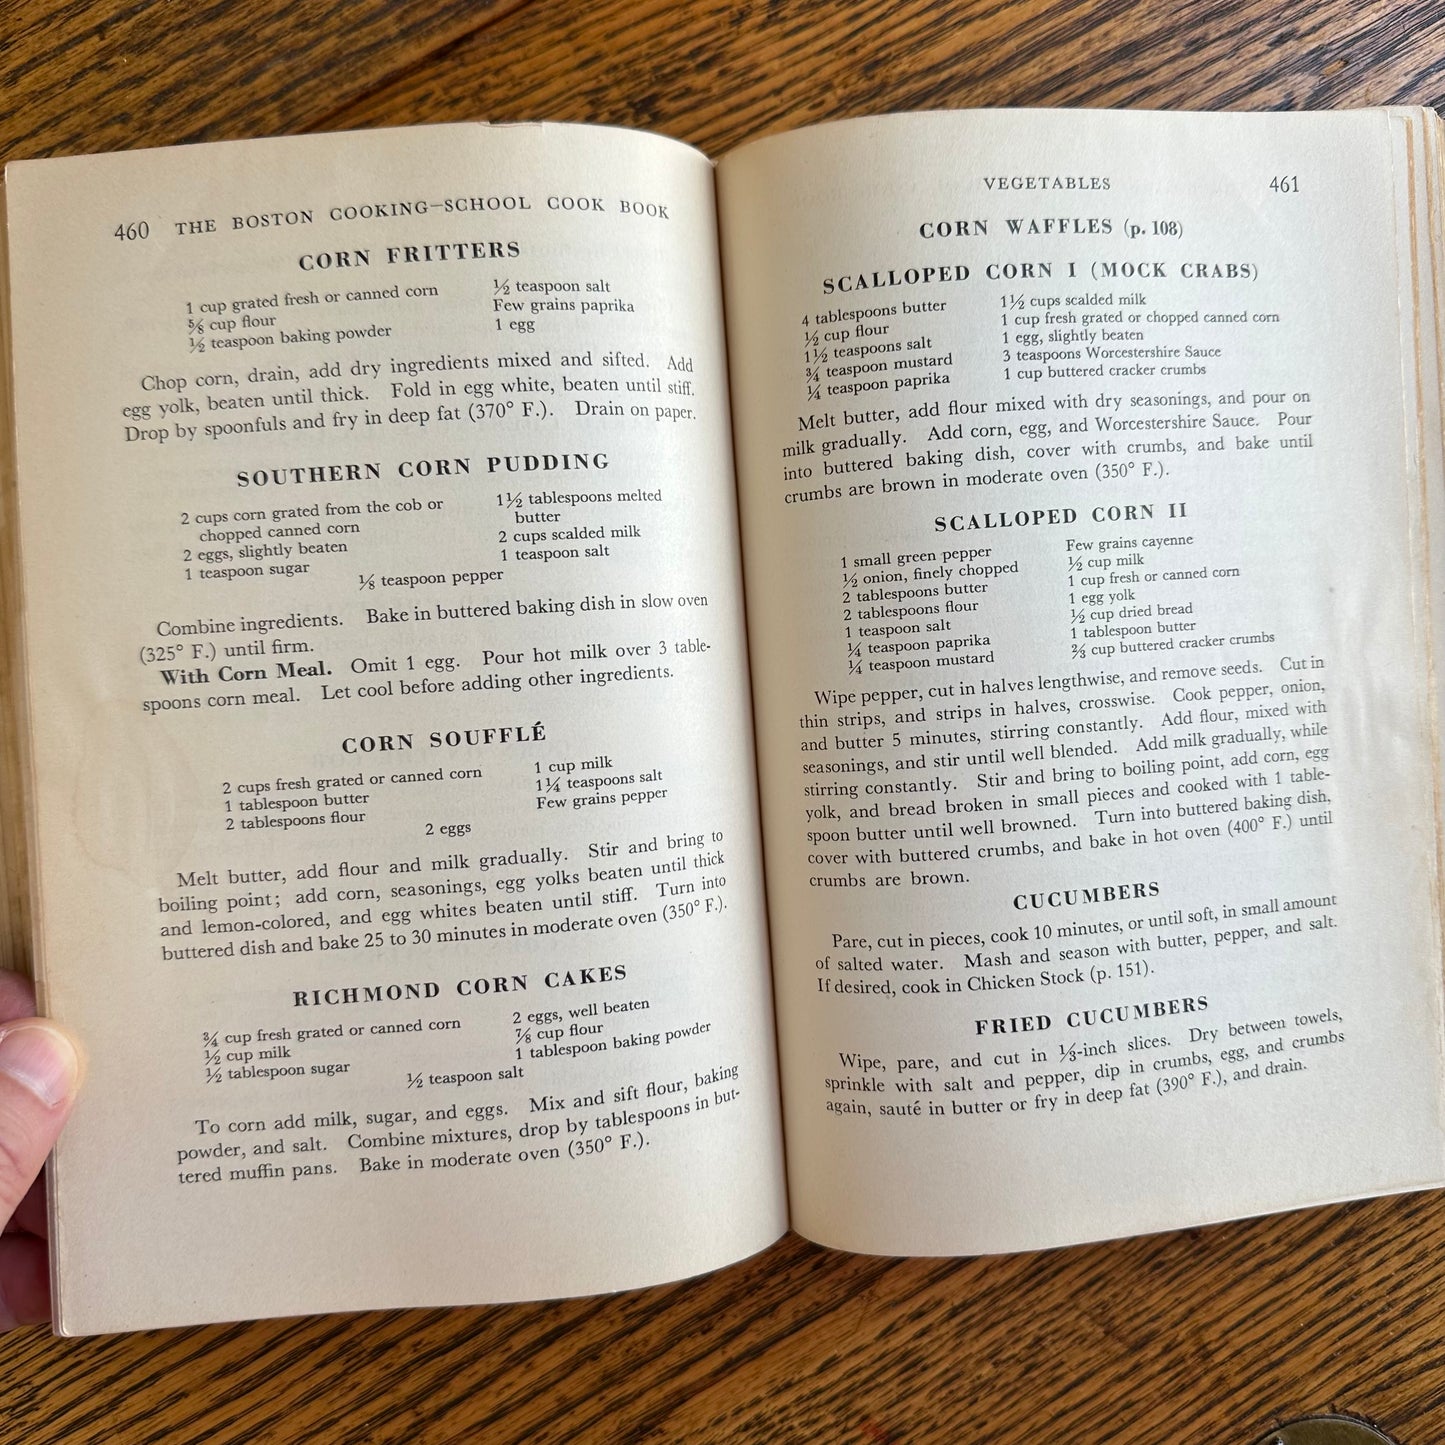 460 THE BOSTON COOKING-SCHOOL COOK BOOK
CORN FRITTERS
1 cup grated fresh or canned corn
⅝ cup flour
½ teaspoon baking powder
½ teaspoon salt
Few grains paprika
1 egg
Chop corn, drain, add dry ingredients mixed and sifted. Add
egg yolk, beaten until thick. Fold in egg white, beaten until stiff.
Drop by spoonfuls and fry in deep fat (370° F.). Drain on paper.
SOUTHERN CORN PUDDING
2 cups corn grated from the cob or
chopped canned corn
2 eggs, slightly beaten
1 teaspoon sugar
1½ tablespoons melted
butter
2 cups scalded milk
1 teaspoon salt
⅛ teaspoon pepper
Combine ingredients. Bake in buttered baking dish in slow oven
(325° F.) until firm.
With Corn Meal. Omit 1 egg. Pour hot milk over 3 table-
spoons corn meal. Let cool before adding other ingredients.
CORN SOUFFLÉ
2 cups fresh grated or canned corn
1 tablespoon butter
2 tablespoons flour
1 cup milk
1¼ teaspoons salt
Few grains pepper
2 eggs
Melt butter, add flour and milk gradually. Stir and bring to
boiling point; add corn, seasonings, egg yolks beaten until thick
and lemon-colored, and egg whites beaten until stiff. Turn into
buttered dish and bake 25 to 30 minutes in moderate oven (350° F.).
RICHMOND CORN CAKES
¾ cup fresh grated or canned corn
½ cup milk
½ tablespoon sugar
2 eggs, well beaten
⅞ cup flour
1 tablespoon baking powder
½ teaspoon salt
To corn add milk, sugar, and eggs. Mix and sift flour, baking
powder, and salt. Combine mixtures, drop by tablespoons in but-
tered muffin pans. Bake in moderate oven (350° F.).
VEGETABLES 461
CORN WAFFLES (p. 108)
SCALLOPED CORN I (MOCK CRABS)
4 tablespoons butter
½ cup flour
1½ teaspoons salt
¾ teaspoon mustard
¼ teaspoon paprika
1½ cups scalded milk
1 cup fresh grated or chopped canned corn
1 egg, slightly beaten
3 teaspoons Worcestershire Sauce
1 cup buttered cracker crumbs
Melt butter, add flour mixed with dry seasonings, and pour on
milk gradually. Add corn, egg, and Worcestershire Sauce. Pour
into buttered baking dish, cover with crumbs, and bake until
crumbs are brown in moderate oven (350° F.).
SCALLOPED CORN II
1 small green pepper
½ onion, finely chopped
2 tablespoons butter
2 tablespoons flour
1 teaspoon salt
¼ teaspoon paprika
¼ teaspoon mustard
Few grains cayenne
½ cup milk
1 cup fresh or canned corn
1 egg yolk
½ cup dried bread
1 tablespoon butter
⅔ cup buttered cracker crumbs
Wipe pepper, cut in halves lengthwise, and remove seeds. Cut in
thin strips, and strips in halves, crosswise. Cook pepper, onion,
and butter 5 minutes, stirring constantly. Add flour, mixed with
seasonings, and stir until well blended. Add milk gradually, while
stirring constantly. Stir and bring to boiling point, add corn, egg
yolk, and bread broken in small pieces and cooked with 1 table-
spoon butter until well browned. Turn into buttered baking dish,
cover with buttered crumbs, and bake in hot oven (400° F.) until
crumbs are brown.
CUCUMBERS
Pare, cut in pieces, cook 10 minutes, or until soft, in small amount
of salted water. Mash and season with butter, pepper, and salt.
If desired, cook in Chicken Stock (p. 151).
FRIED CUCUMBERS
Wipe, pare, and cut in ⅓-inch slices. Dry between towels,
sprinkle with salt and pepper, dip in crumbs, egg, and crumbs
again, sauté in butter or fry in deep fat (390° F.), and drain.